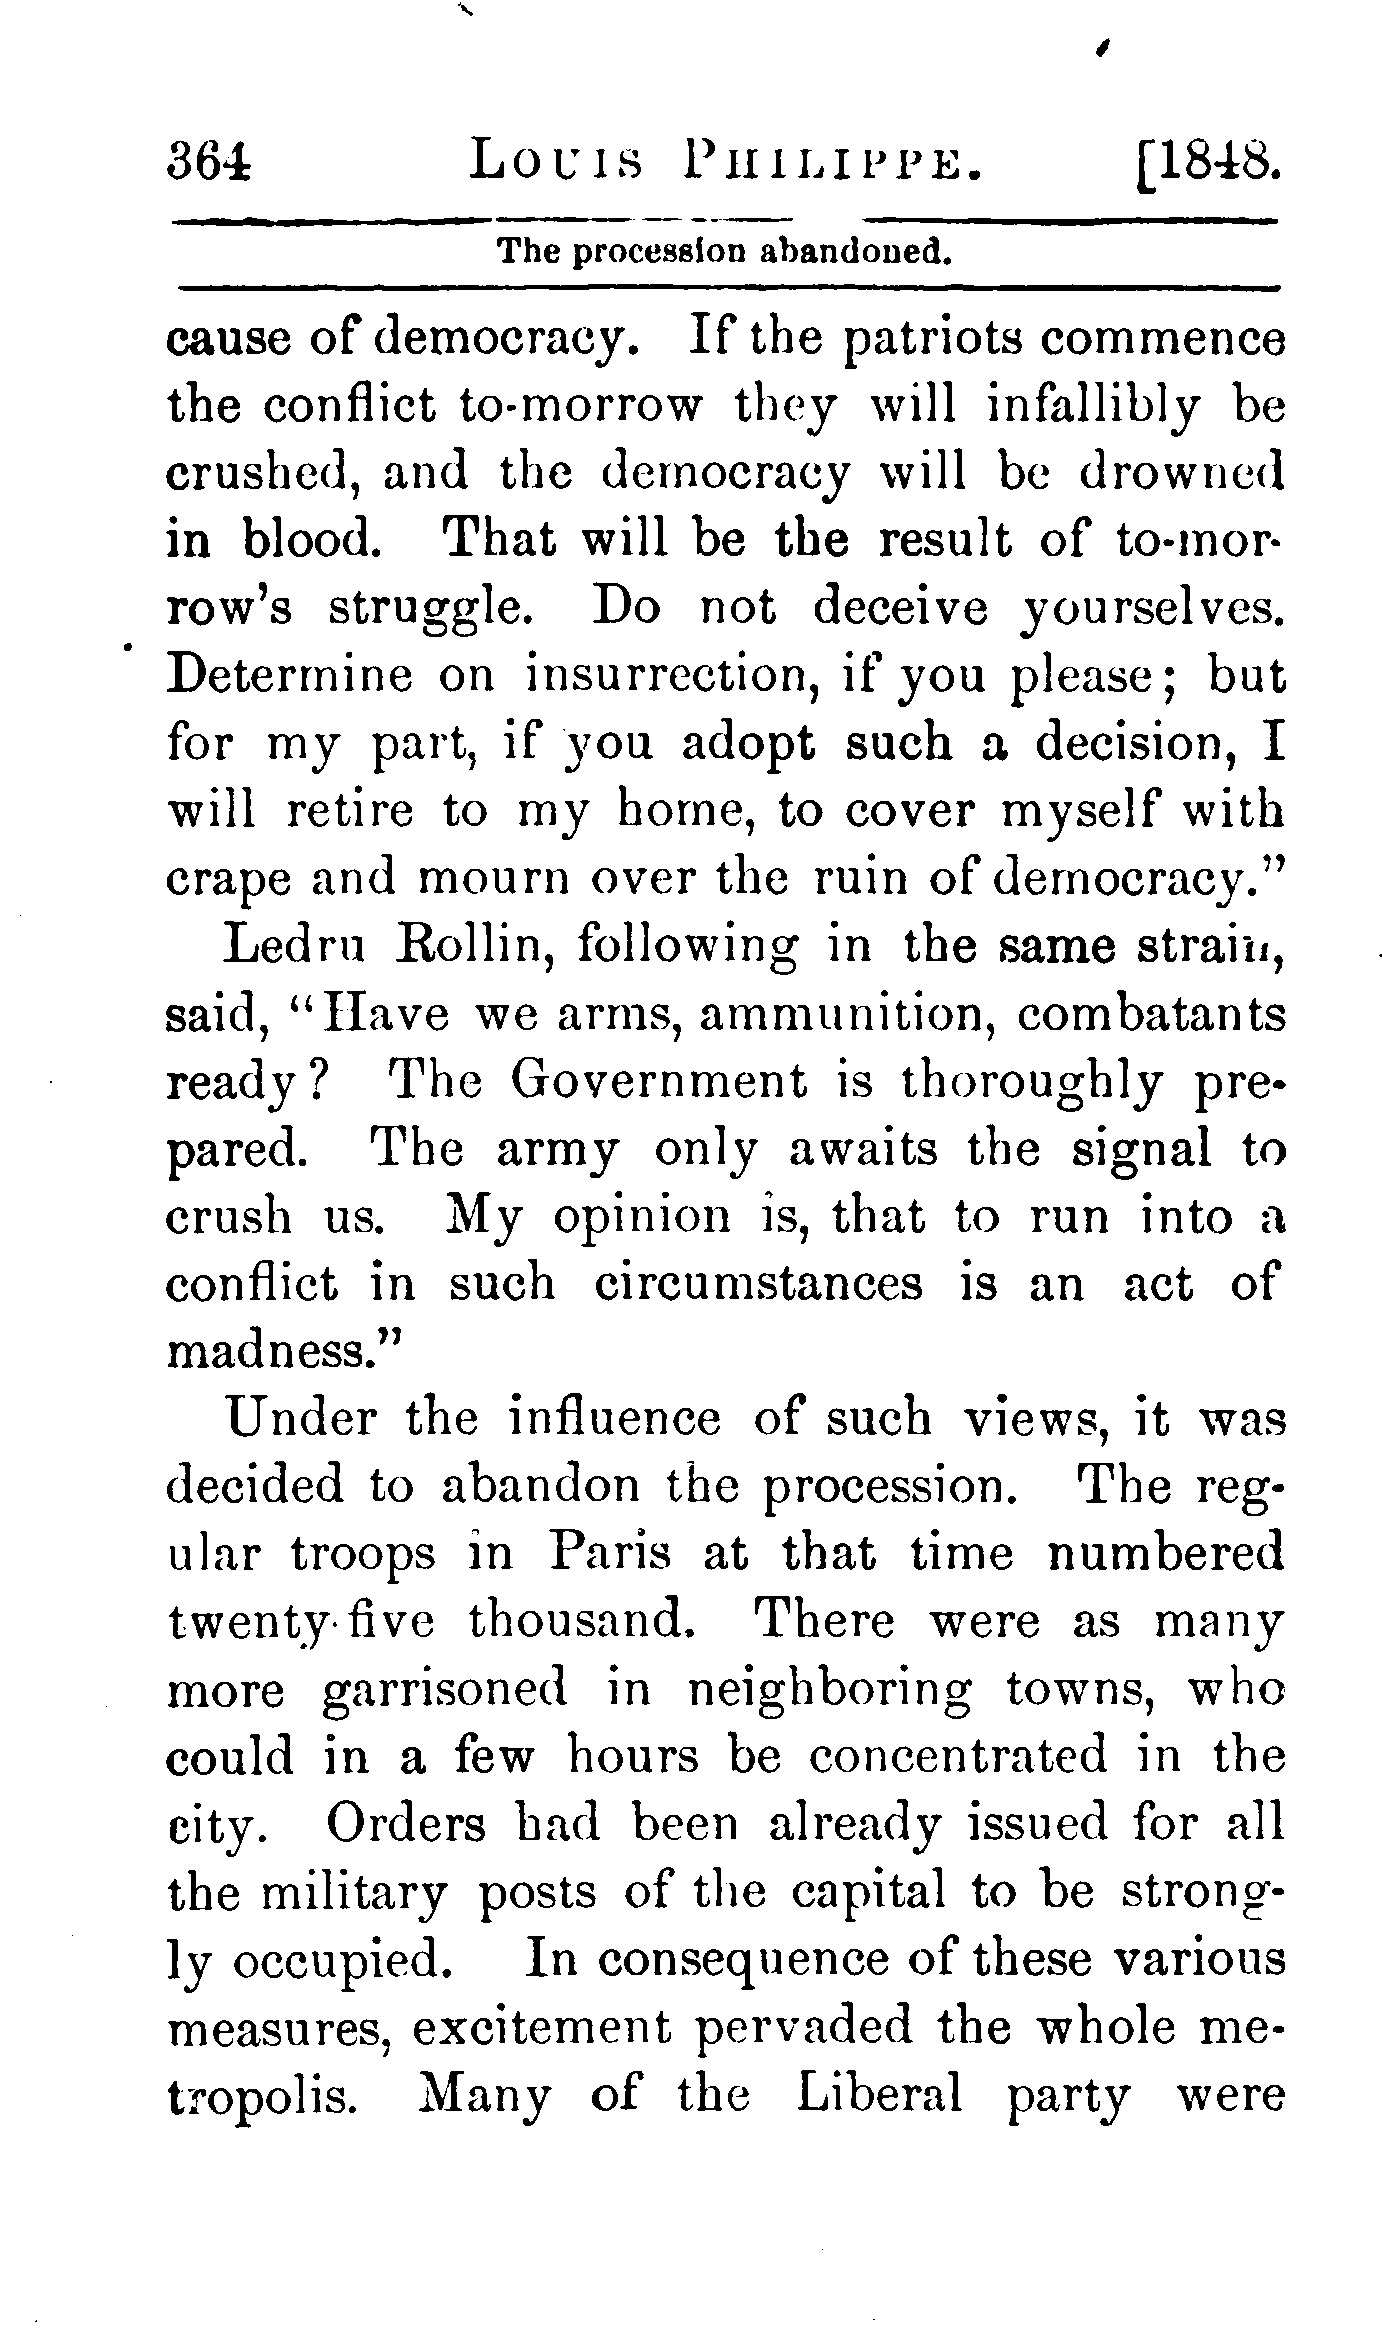 364 LOUIS PHILIPPE. [1848.
The procession abandoned.
cause of democracy. If the patriots commence
the conflict to-morrow they will infallibly be
crushed, and the democracy will be drowned
in blood. That will be the result of to-mor-
row's struggle. Do not deceive yourselves.
Determine on insurrection, if you please; but
for my part, if you adopt such a decision, I
will retire to my home, to cover myself with
crape and mourn over the ruin of democracy."
Ledru Rollin, following in the same strain,
said, "Have we arms, ammunition, combatants
ready? The Government is thoroughly pre-
pared. The army only awaits the signal to
crush us. My opinion is, that to run into a
conflict in such circumstances is an act of
madness."
Under the influence of such views, it was
decided to abandon the procession. The reg-
ular troops in Paris at that time numbered
twenty-five thousand. There were as many
more garrisoned in neighboring towns, who
could in a few hours be concentrated in the
city. Orders had been already issued for all
the military posts of the capital to be strong-
ly occupied. In consequence of these various
measures, excitement pervaded the whole me-
tropolis. Many of the Liberal party were